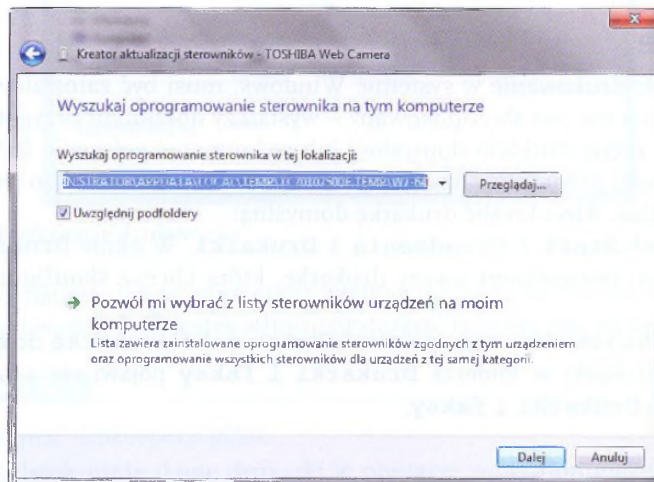 Kreator aktualizacji sterowników - TOSHIBA Web Camera
Wyszukaj oprogramowanie sterownika na tym komputerze
Wyszukaj oprogramowanie sterownika w tej lokalizacji:
Przeglądaj...
Uwzględnij podfoldery
Pozwól mi wybrać z listy sterowników urządzeń na moim
komputerze
Lista zawiera zainstalowane oprogramowanie sterowników zgodnych z tym urządzeniem
oraz oprogramowanie wszystkich sterowników dla urządzeń z tej samej kategorii.
Dalej
Anuluj